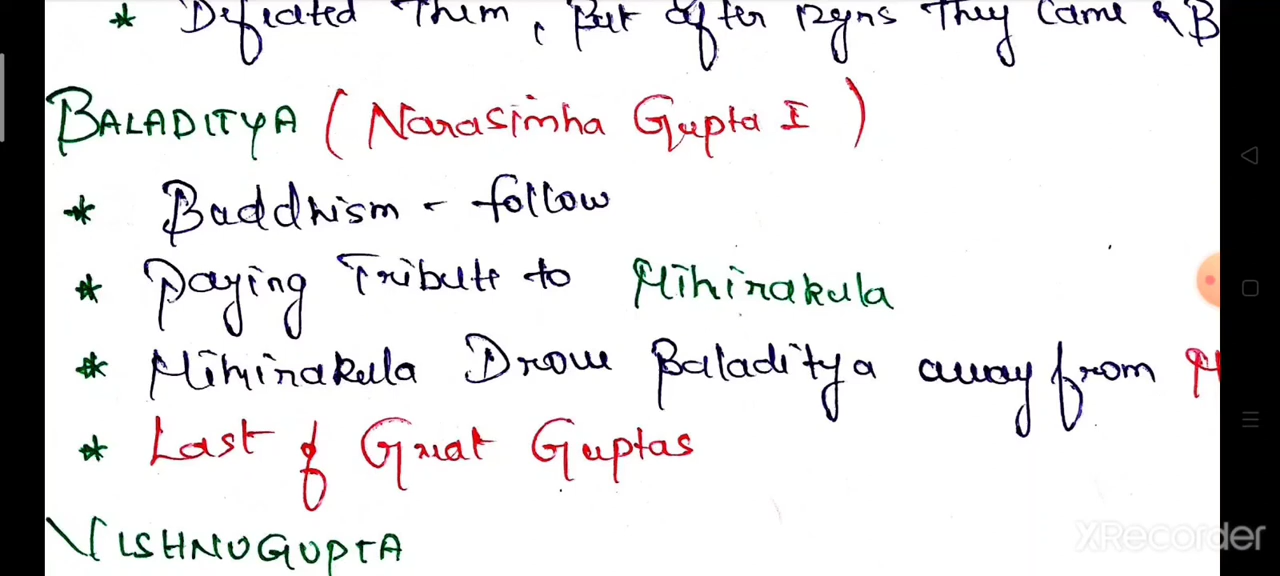 * Defeated Them, But after 12yrs They Came & B
BALADITYA (Narasimha Gupta I)
* Buddhism - follow
* Paying Tribute to Mihirakula
* Mihirakula Drove Baladitya away from M
* Last of Great Guptas
VISHNUGUPTA
XRecorder